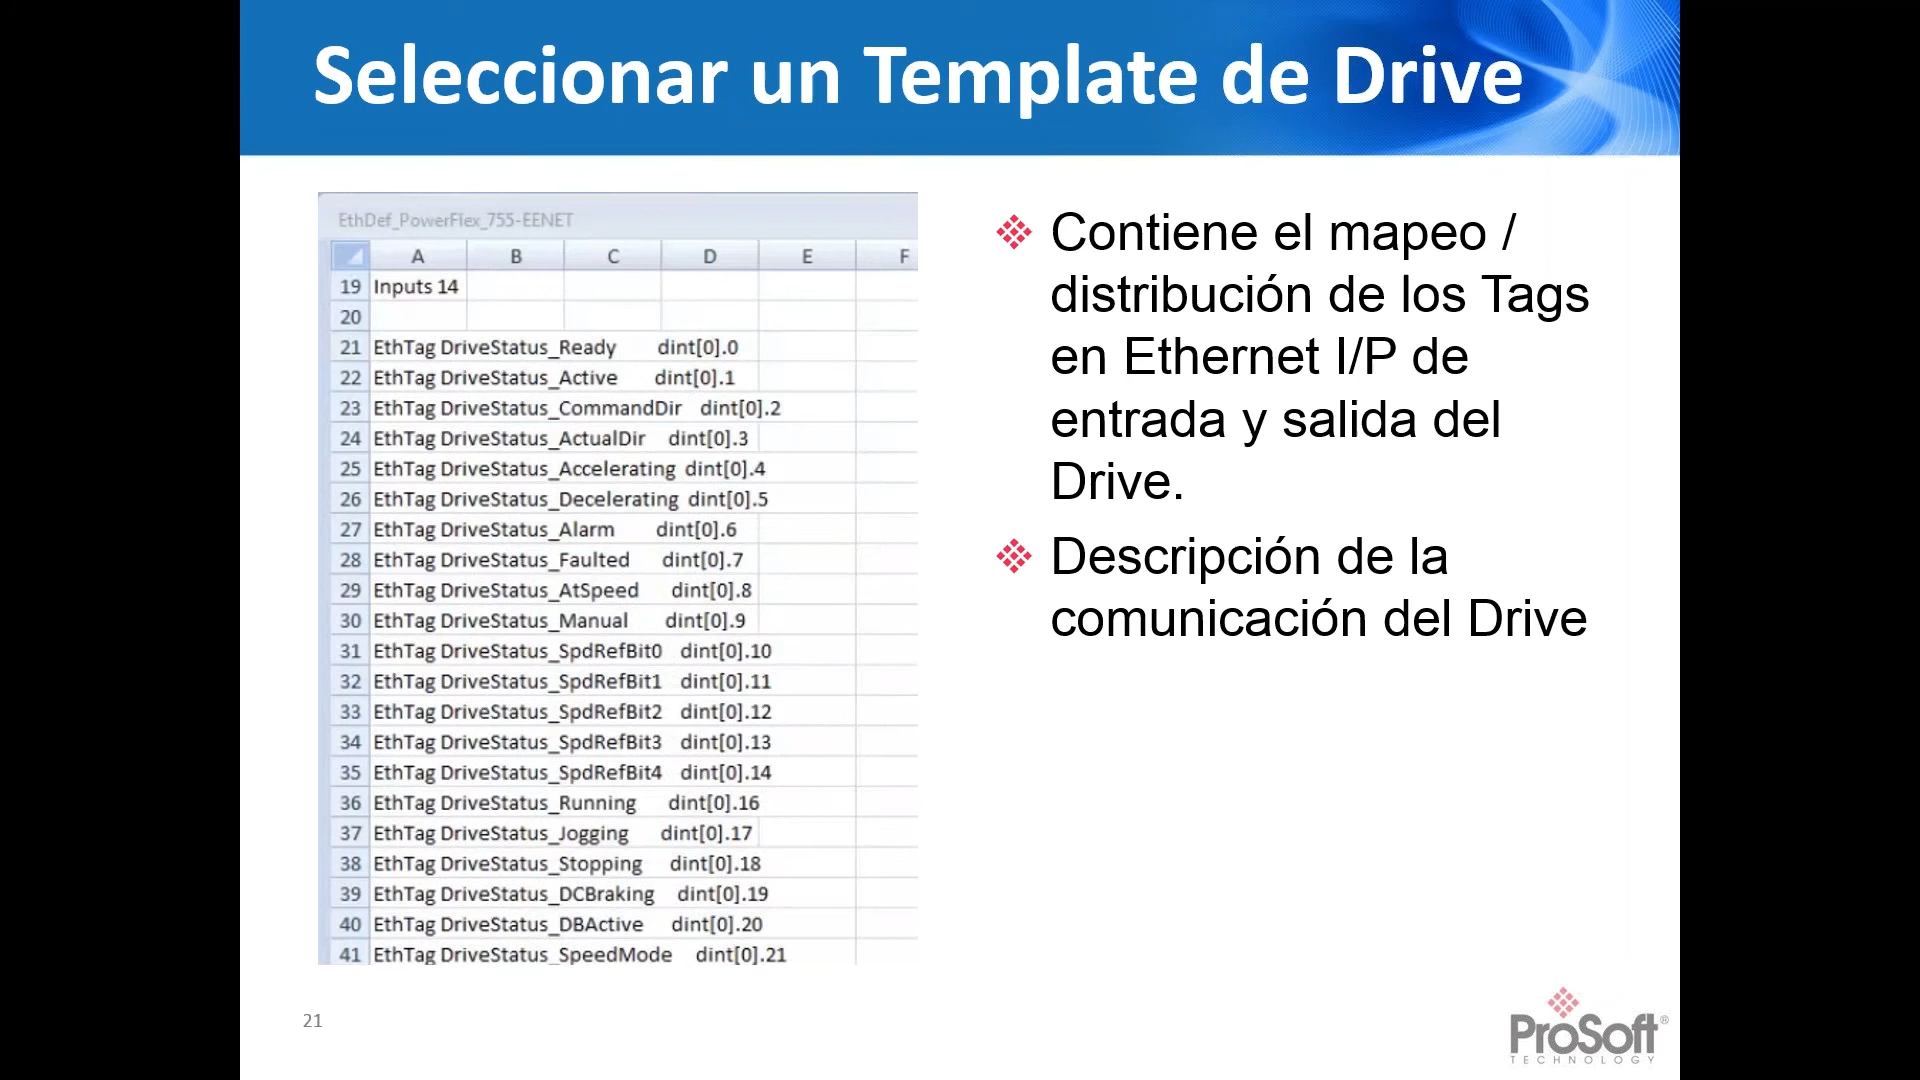 Seleccionar un Template de Drive
EthDef_PowerFlex_755-EENET
A B C D E F
19 Inputs 14
20
21 EthTag DriveStatus_Ready dint[0].0
22 EthTag DriveStatus_Active dint[0].1
23 EthTag DriveStatus_CommandDir dint[0].2
24 EthTag DriveStatus_ActualDir dint[0].3
25 EthTag DriveStatus_Accelerating dint[0].4
26 EthTag DriveStatus_Decelerating dint[0].5
27 EthTag DriveStatus_Alarm dint[0].6
28 EthTag DriveStatus_Faulted dint[0].7
29 EthTag DriveStatus_AtSpeed dint[0].8
30 EthTag DriveStatus_Manual dint[0].9
31 EthTag DriveStatus_SpdRefBit0 dint[0].10
32 EthTag DriveStatus_SpdRefBit1 dint[0].11
33 EthTag DriveStatus_SpdRefBit2 dint[0].12
34 EthTag DriveStatus_SpdRefBit3 dint[0].13
35 EthTag DriveStatus_SpdRefBit4 dint[0].14
36 EthTag DriveStatus_Running dint[0].16
37 EthTag DriveStatus_Jogging dint[0].17
38 EthTag DriveStatus_Stopping dint[0].18
39 EthTag DriveStatus_DCBraking dint[0].19
40 EthTag DriveStatus_DBActive dint[0].20
41 EthTag DriveStatus_SpeedMode dint[0].21
Contiene el mapeo /
distribución de los Tags
en Ethernet I/P de
entrada y salida del
Drive.
Descripción de la
comunicación del Drive
21
ProSoft®
TECHNOLOGY